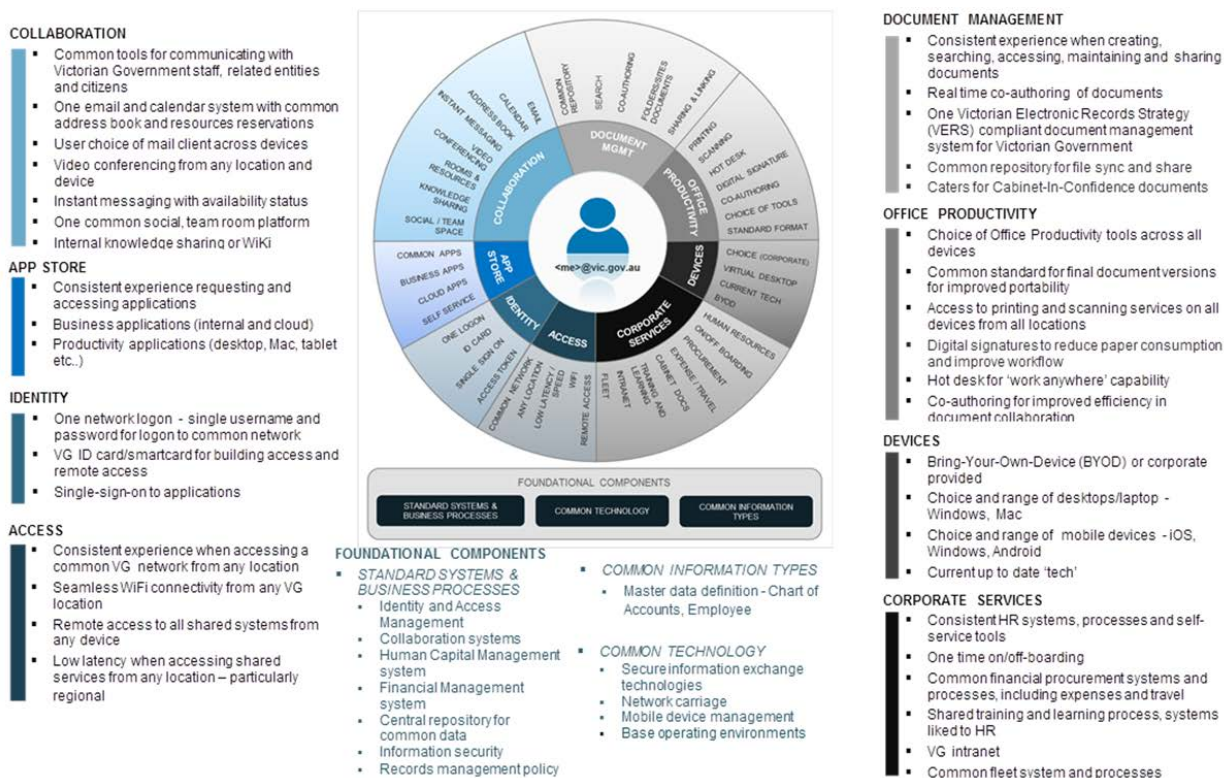 COLLABORATION
Common tools for communicating with
Victorian Government staff, related entities
and citizens
One email and calendar system with common
address book and resources reservations
User choice of mail client across devices
Video conferencing from any location and
device
Instant messaging with availability status
One common social, team room platform
Internal knowledge sharing or WiKi
APP STORE
Consistent experience requesting and
accessing applications
Business applications (internal and cloud)
Productivity applications (desktop, Mac, tablet
etc..)
IDENTITY
One network logon - single username and
password for logon to common network
VG ID card/smartcard for building access and
remote access
Single-sign-on to applications
ACCESS
Consistent experience when accessing a
common VG network from any location
Seamless WiFi connectivity from any VG
location
Remote access to all shared systems from
any device
Low latency when accessing shared
services from any location – particularly
regional
COLLABORATION
EMAIL
CALENDAR
ADDRESS BOOK
INSTANT MESSAGING
VIDEO
CONFERENCING
ROOMS &
RESOURCES
KNOWLEDGE
SHARING
SOCIAL / TEAM
SPACE
DOCUMENT
MGMT
COMMON
REPOSITORY
SEARCH
CO-AUTHORING
FOLDERS/SITES
DOCUMENTS
SHARING & LINKING
OFFICE
PRODUCTIVITY
PRINTING
SCANNING
HOT DESK
DIGITAL SIGNATURE
CO-AUTHORING
CHOICE OF TOOLS
STANDARD FORMAT
DEVICES
CHOICE (CORPORATE)
VIRTUAL DESKTOP
CURRENT TECH
BYOD
CORPORATE
SERVICES
HUMAN RESOURCES
ON/OFF BOARDING
PROCUREMENT
EXPENSE / TRAVEL
CABINET DOCS
TRAINING AND
LEARNING
INTRANET
FLEET
ACCESS
REMOTE ACCESS
WIFI
LOW LATENCY /
SPEED
ANY LOCATION
COMMON NETWORK
IDENTITY
ACCESS TOKEN
SINGLE SIGN ON
ID CARD
ONE LOGON
APP
STORE
SELF SERVICE
CLOUD APPS
BUSINESS APPS
COMMON APPS
<me>@vic.gov.au
FOUNDATIONAL COMPONENTS
STANDARD SYSTEMS &
BUSINESS PROCESSES
COMMON TECHNOLOGY
COMMON INFORMATION
TYPES
FOUNDATIONAL COMPONENTS
STANDARD SYSTEMS &
BUSINESS PROCESSES
Identity and Access
Management
Collaboration systems
Human Capital Management
system
Financial Management
system
Central repository for
common data
Information security
Records management policy
COMMON INFORMATION TYPES
Master data definition - Chart of
Accounts, Employee
COMMON TECHNOLOGY
Secure information exchange
technologies
Network carriage
Mobile device management
Base operating environments
DOCUMENT MANAGEMENT
Consistent experience when creating,
searching, accessing, maintaining and sharing
documents
Real time co-authoring of documents
One Victorian Electronic Records Strategy
(VERS) compliant document management
system for Victorian Government
Common repository for file sync and share
Caters for Cabinet-In-Confidence documents
OFFICE PRODUCTIVITY
Choice of Office Productivity tools across all
devices
Common standard for final document versions
for improved portability
Access to printing and scanning services on all
devices from all locations
Digital signatures to reduce paper consumption
and improve workflow
Hot desk for ‘work anywhere’ capability
Co-authoring for improved efficiency in
document collaboration
DEVICES
Bring-Your-Own-Device (BYOD) or corporate
provided
Choice and range of desktops/laptop -
Windows, Mac
Choice and range of mobile devices - iOS,
Windows, Android
Current up to date ‘tech’
CORPORATE SERVICES
Consistent HR systems, processes and self-
service tools
One time on/off-boarding
Common financial procurement systems and
processes, including expenses and travel
Shared training and learning process, systems
liked to HR
VG intranet
Common fleet system and processes